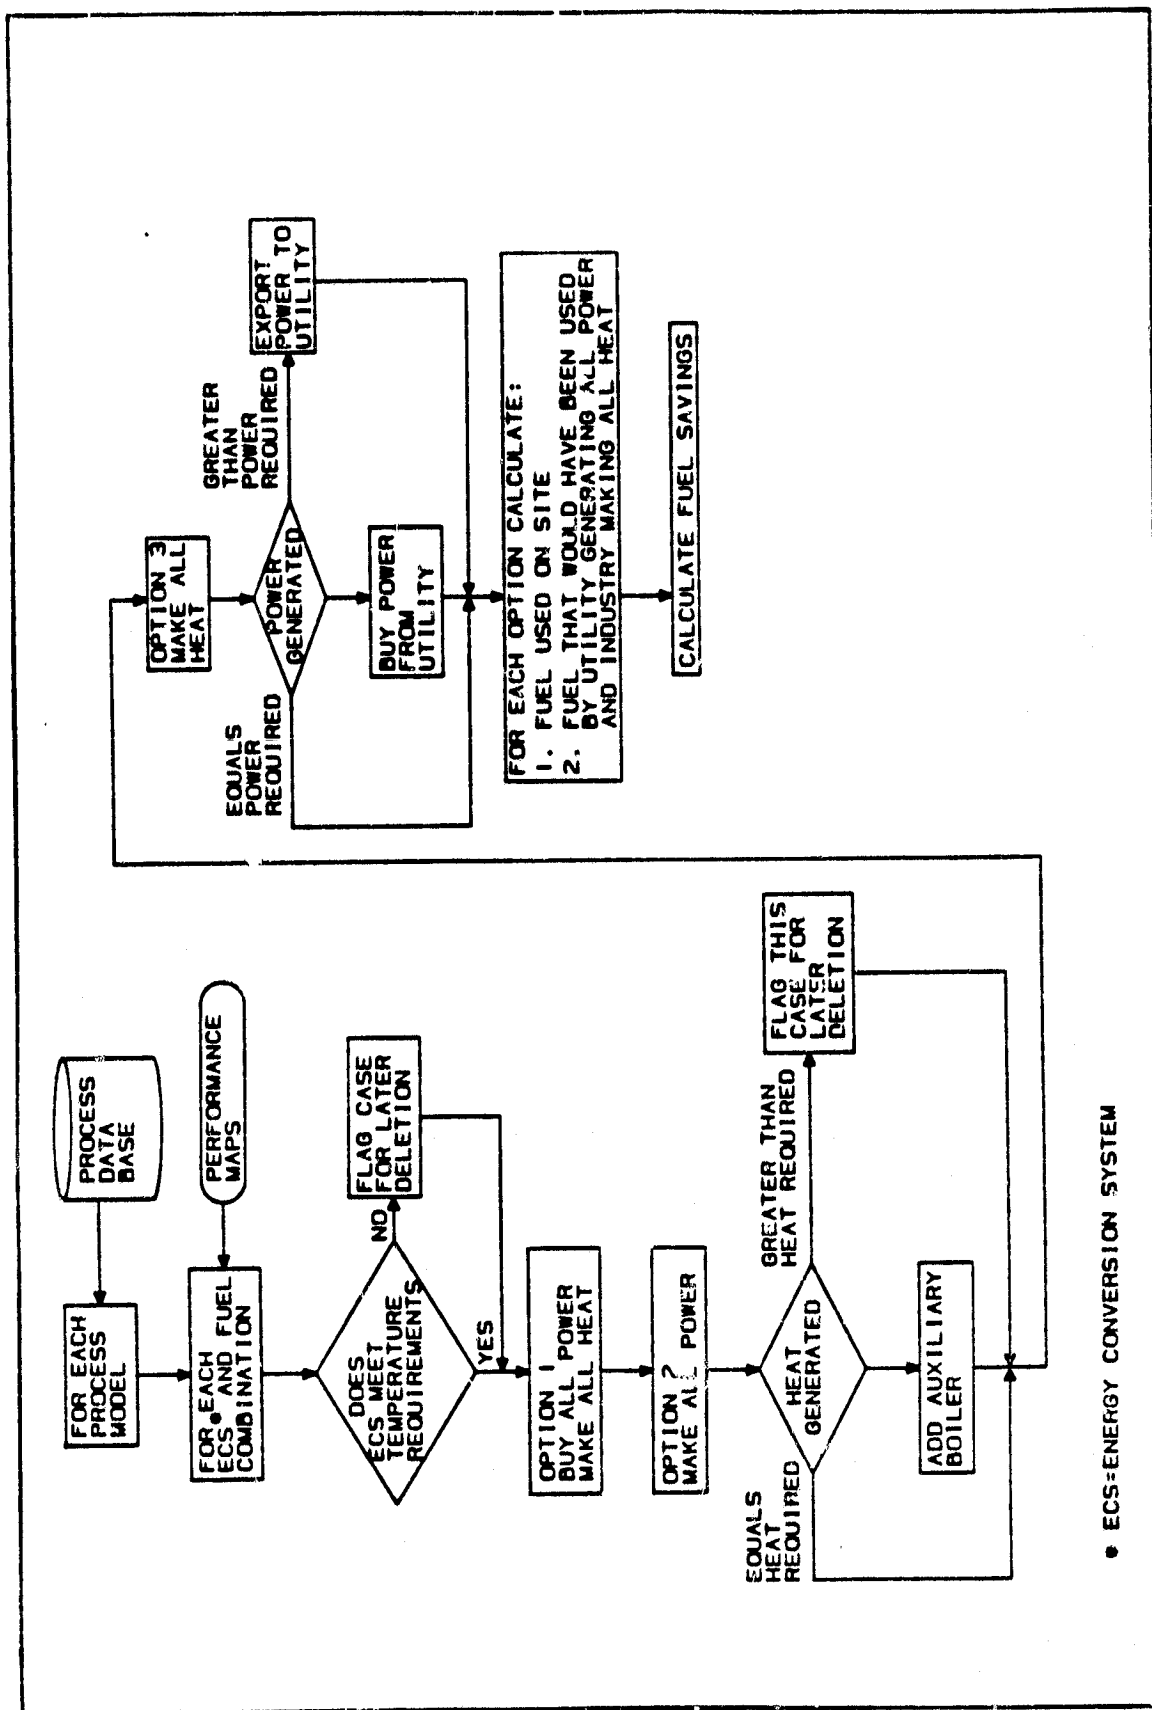 PROCESS
DATA
BASE
FOR EACH
PROCESS
MODEL
PERFORMANCE
MAPS
FOR • EACH
ECS AND FUEL
COMBINATION
DOES
ECS MEET
TEMPERATURE
REQUIREMENTS
NO
FLAG CASE
FOR LATER
DELETION
YES
OPTION 1
BUY ALL POWER
MAKE ALL HEAT
OPTION 2
MAKE ALL POWER
HEAT
GENERATED
EQUALS
HEAT
REQUIRED
GREATER THAN
HEAT REQUIRED
FLAG THIS
CASE FOR
LATER
DELETION
ADD AUXILIARY
BOILER
OPTION 3
MAKE ALL
HEAT
POWER
GENERATED
EQUALS
POWER
REQUIRED
GREATER
THAN
POWER
REQUIRED
EXPORT
POWER TO
UTILITY
BUY POWER
FROM
UTILITY
FOR EACH OPTION CALCULATE:
1. FUEL USED ON SITE
2. FUEL THAT WOULD HAVE BEEN USED
BY UTILITY GENERATING ALL POWER
AND INDUSTRY MAKING ALL HEAT
CALCULATE FUEL SAVINGS
• ECS=ENERGY CONVERSION SYSTEM